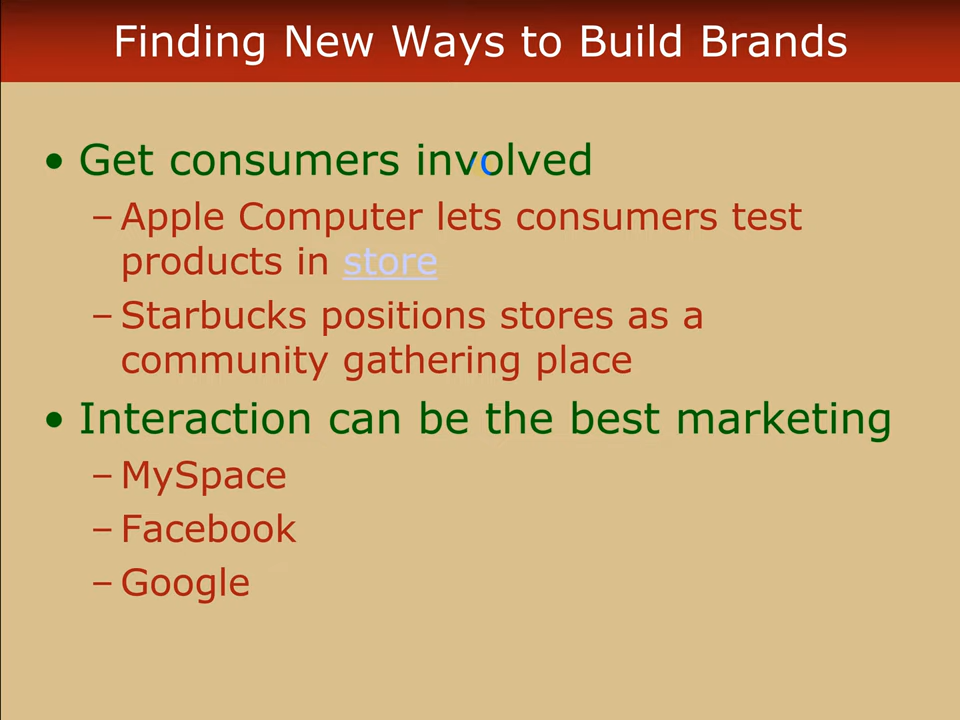 Finding New Ways to Build Brands
• Get consumers involved
– Apple Computer lets consumers test
products in store
– Starbucks positions stores as a
community gathering place
• Interaction can be the best marketing
– MySpace
– Facebook
– Google